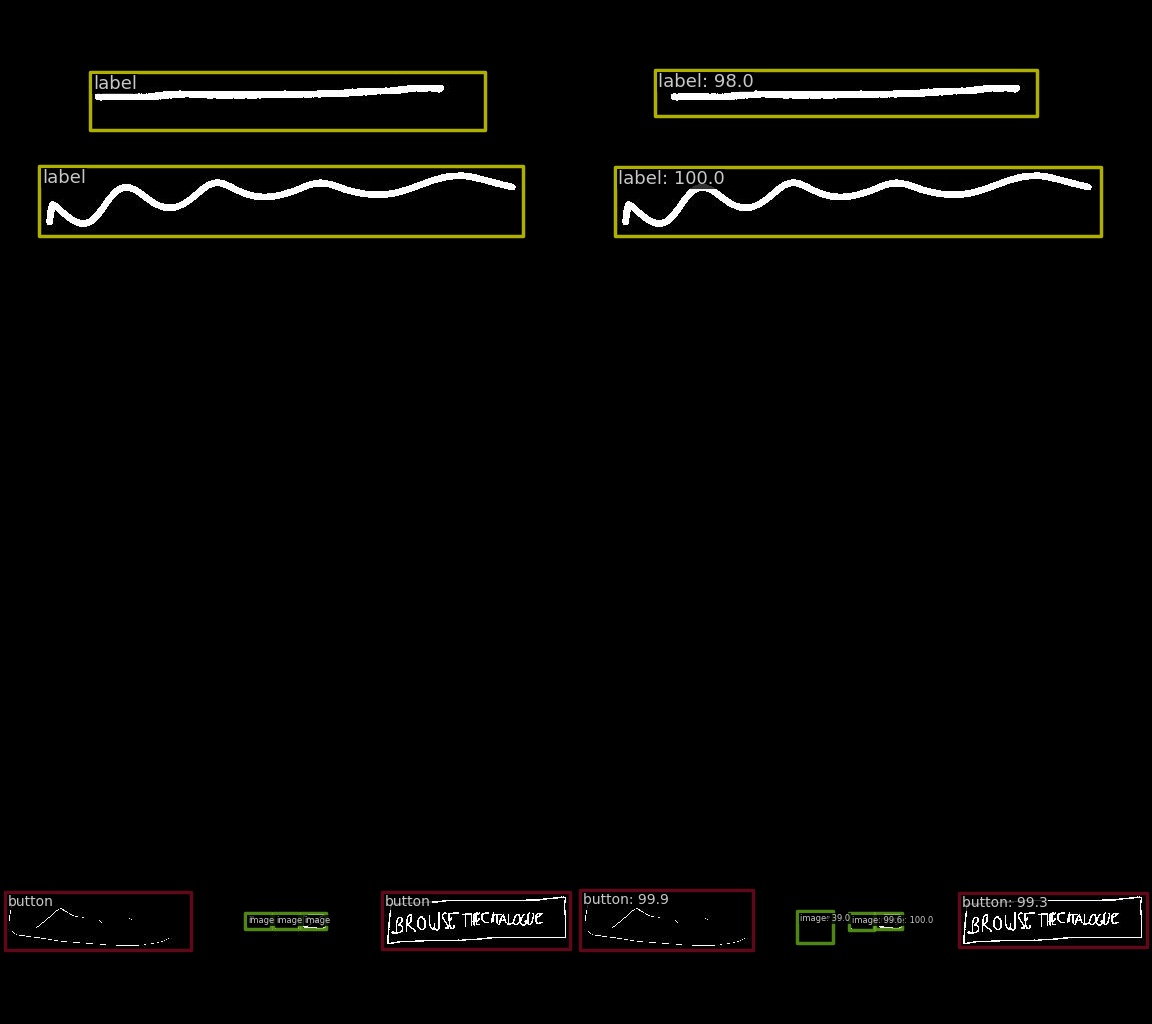 label label: 98.0
label label: 100.0
button image image image button button: 99.9 image: 39.0 image: 99.6 : 100.0 button: 99.3
BROWSE THE CATALOGUE BROWSE THE CATALOGUE